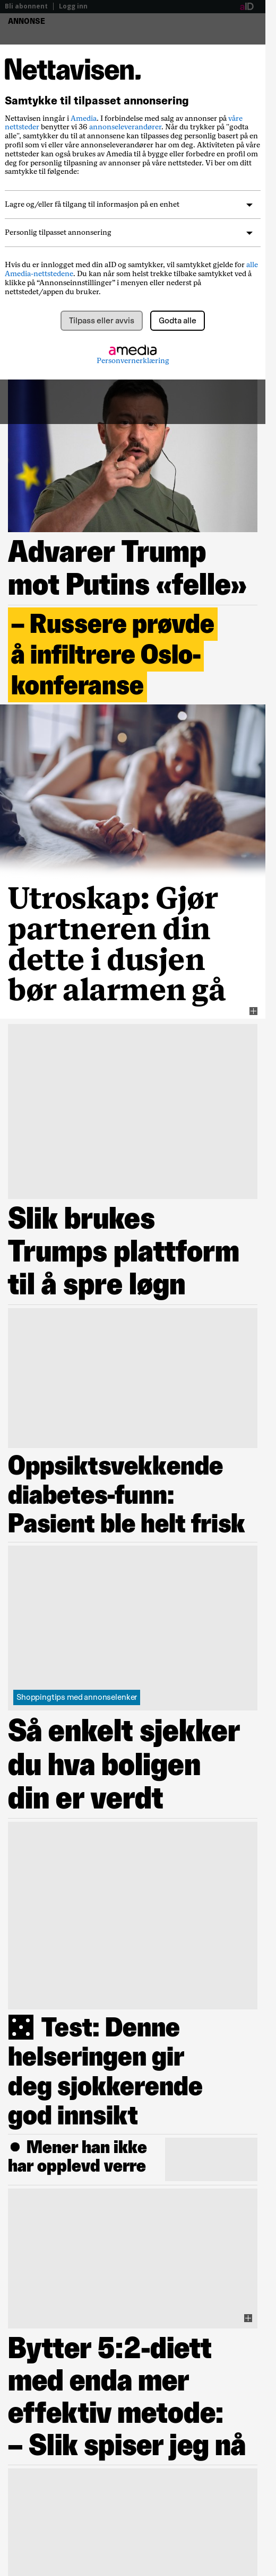 Bli abonnent | Logg inn
aID
ANNONSE
Nettavisen.
Samtykke til tilpasset annonsering
Nettavisen inngår i Amedia. I forbindelse med salg av annonser på våre
nettsteder benytter vi 36 annonseleverandører. Når du trykker på "godta
alle", samtykker du til at annonsene kan tilpasses deg personlig basert på en
profil som vi eller våre annonseleverandører har om deg. Aktiviteten på våre
nettsteder kan også brukes av Amedia til å bygge eller forbedre en profil om
deg for personlig tilpasning av annonser på våre nettsteder. Vi ber om ditt
samtykke til følgende:
Lagre og/eller få tilgang til informasjon på en enhet
Personlig tilpasset annonsering
Hvis du er innlogget med din aID og samtykker, vil samtykket gjelde for alle
Amedia-nettstedene. Du kan når som helst trekke tilbake samtykket ved å
klikke på “Annonseinnstillinger” i menyen eller nederst på
nettstedet/appen du bruker.
Tilpass eller avvis
Godta alle
amedia
Personvernerklæring
Advarer Trump
mot Putins «felle»
– Russere prøvde
å infiltrere Oslo-
konferanse
Utroskap: Gjør
partneren din
dette i dusjen
bør alarmen gå
Slik brukes
Trumps plattform
til å spre løgn
Oppsiktsvekkende
diabetes-funn:
Pasient ble helt frisk
Shoppingtips med annonselenker
Så enkelt sjekker
du hva boligen
din er verdt
Test: Denne
helseringen gir
deg sjokkerende
god innsikt
● Mener han ikke
har opplevd verre
Bytter 5:2-diett
med enda mer
effektiv metode:
– Slik spiser jeg nå